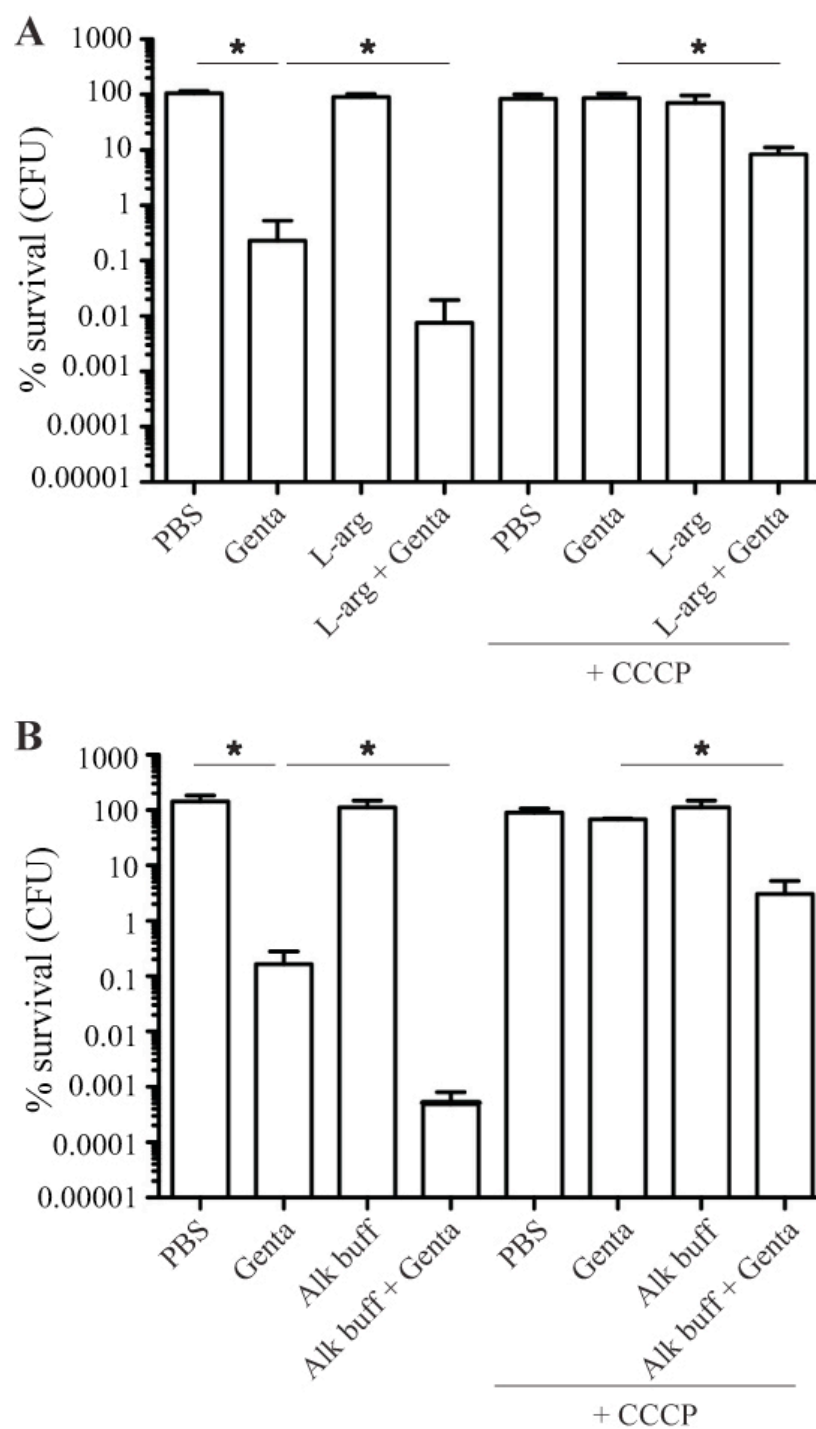 A
% survival (CFU)
1000
100
10
1
0.1
0.01
0.001
0.0001
0.00001
*
*
*
PBS
Genta
L-arg
L-arg + Genta
PBS
Genta
L-arg
L-arg + Genta
+ CCCP
B
% survival (CFU)
1000
100
10
1
0.1
0.01
0.001
0.0001
0.00001
*
*
*
PBS
Genta
Alk buff
Alk buff + Genta
PBS
Genta
Alk buff
Alk buff + Genta
+ CCCP